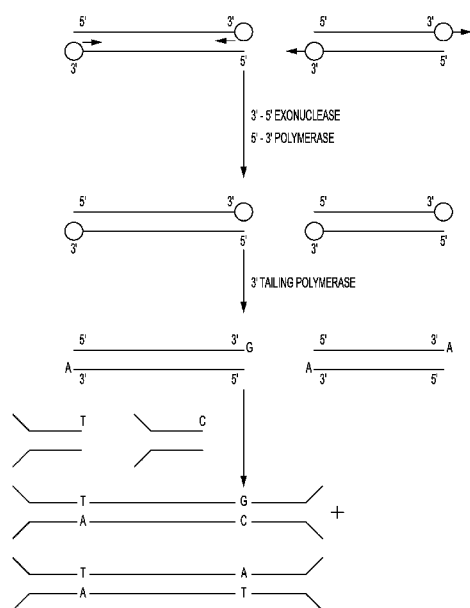 5' 3' 5' 3'
3' 5' 3' 5'
3' - 5' EXONUCLEASE
5' - 3' POLYMERASE
5' 3' 5' 3'
3' 5' 3' 5'
3' TAILING POLYMERASE
5' 3' G 5' 3' A
A 3' 5' A 3' 5'
T C
T G
+
A C
T A
A T